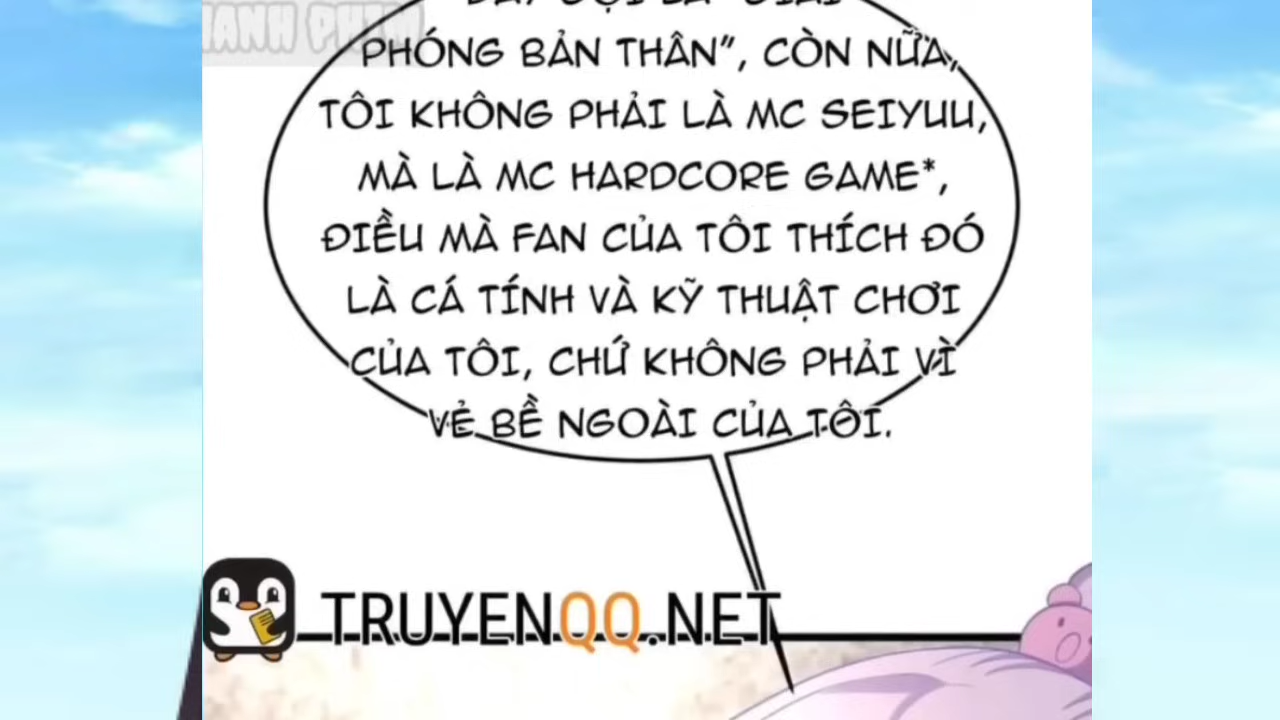 PHÓNG BẢN THÂN”, CÒN NỮA,
TÔI KHÔNG PHẢI LÀ MC SEIYUU,
MÀ LÀ MC HARDCORE GAME*,
ĐIỀU MÀ FAN CỦA TÔI THÍCH ĐÓ
LÀ CÁ TÍNH VÀ KỸ THUẬT CHƠI
CỦA TÔI, CHỨ KHÔNG PHẢI VÌ
VẺ BỀ NGOÀI CỦA TÔI.
TRUYENQQ.NET